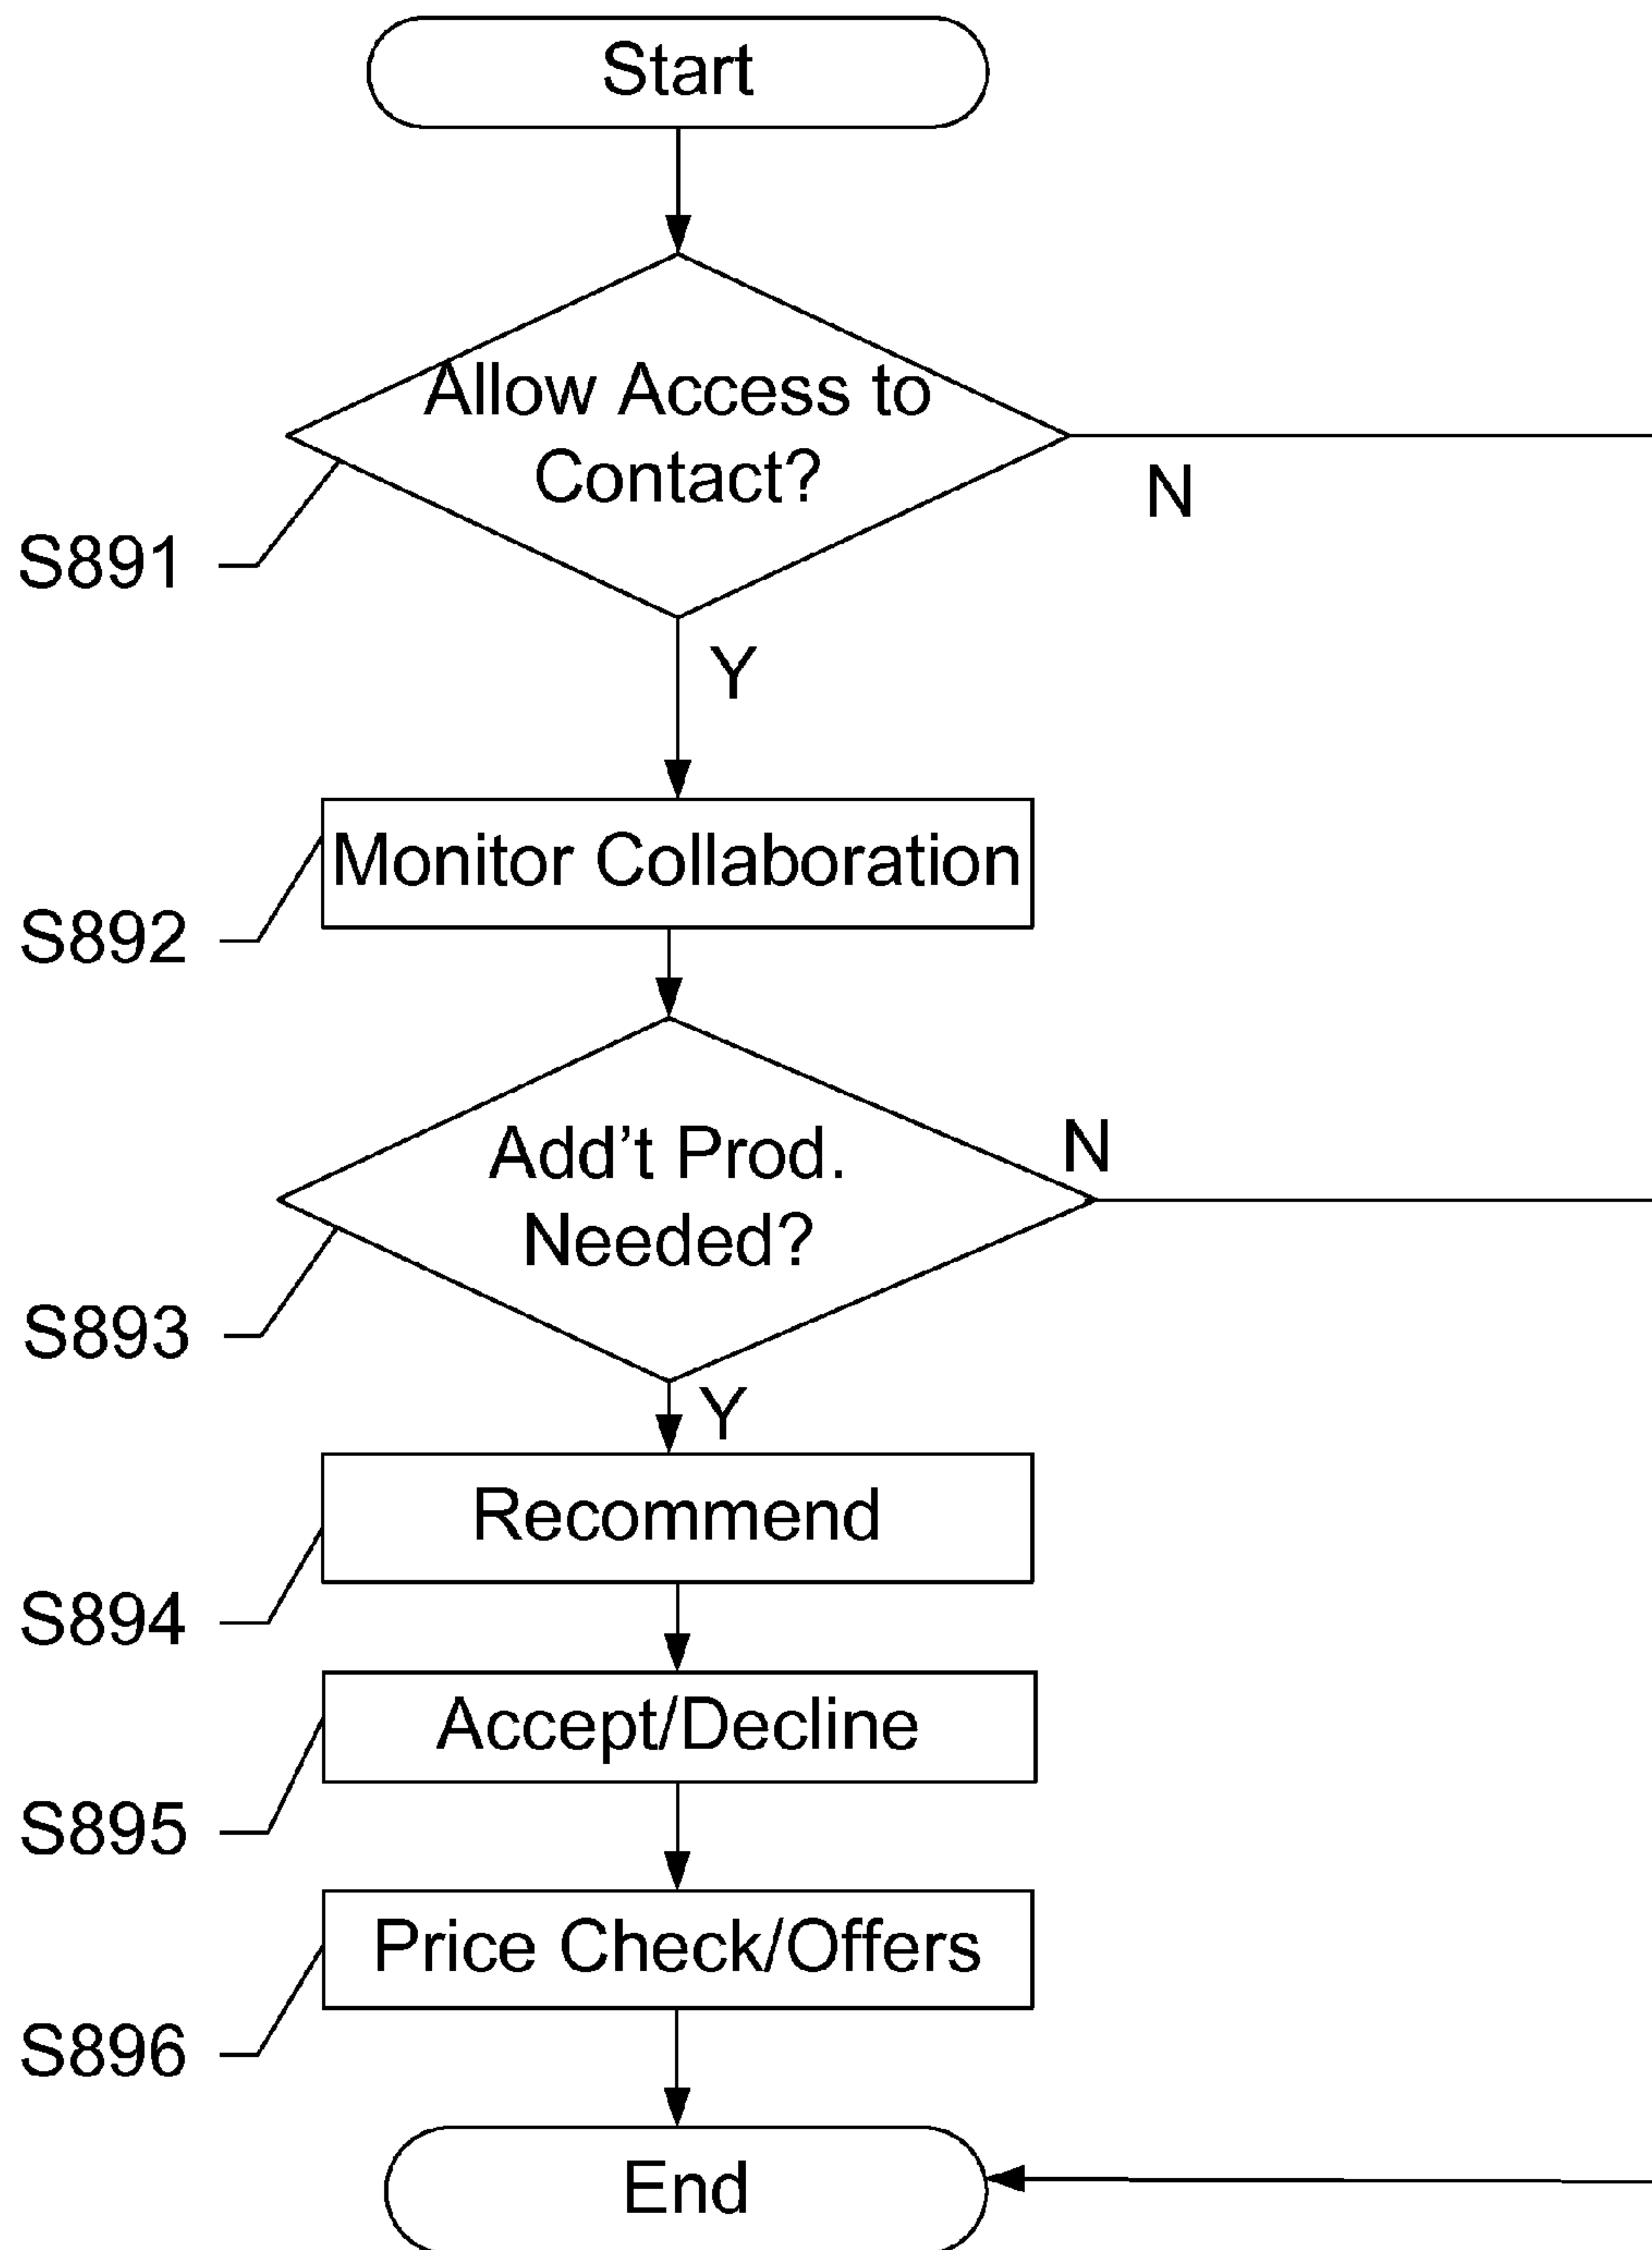 Start
Allow Access to
Contact?
N
S891
Y
Monitor Collaboration
S892
Add't Prod.
Needed?
N
S893
Y
Recommend
S894
Accept/Decline
S895
Price Check/Offers
S896
End